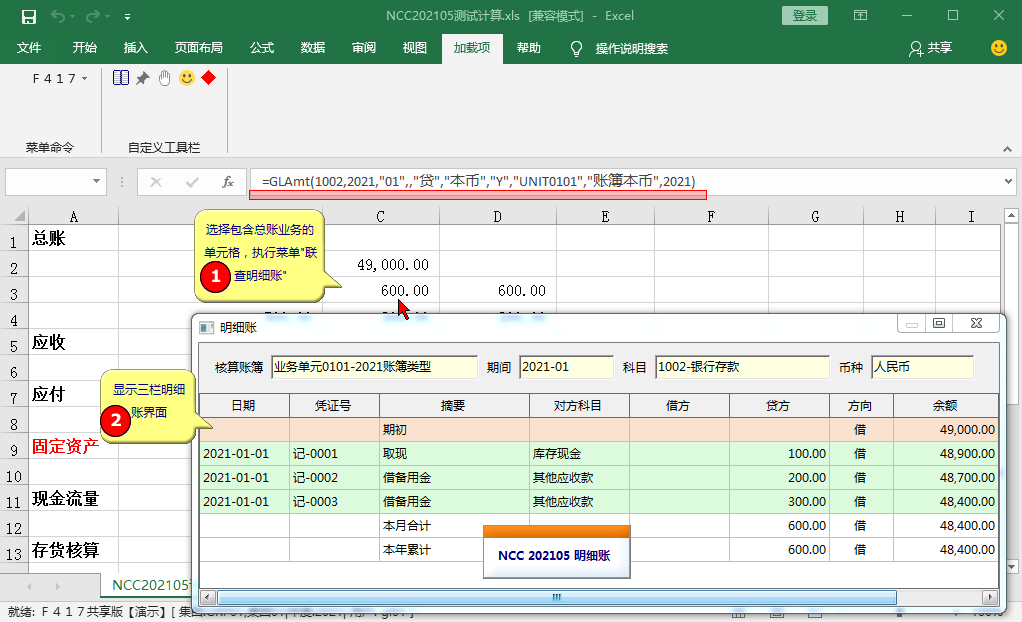 NCC202105测试计算.xls [兼容模式] - Excel
登录
文件 开始 插入 页面布局 公式 数据 审阅 视图 加载项 帮助 操作说明搜索 共享
F 4 1 7
菜单命令 自定义工具栏
fx =GLAmt(1002,2021,"01",,"贷","本币","Y","UNIT0101","账簿本币",2021)
A C D E F G H I
1 总账
2 49,000.00
3 600.00 600.00
4
5 应收
6
7 应付
8
9 固定资产
10
11 现金流量
12
13 存货核算
选择包含总账业务的
单元格，执行菜单"联
1 查明细账"
显示三栏明细
2 账界面
明细账
核算账簿 业务单元0101-2021账簿类型 期间 2021-01 科目 1002-银行存款 币种 人民币
日期 凭证号 摘要 对方科目 借方 贷方 方向 余额
期初 借 49,000.00
2021-01-01 记-0001 取现 库存现金 100.00 借 48,900.00
2021-01-01 记-0002 借备用金 其他应收款 200.00 借 48,700.00
2021-01-01 记-0003 借备用金 其他应收款 300.00 借 48,400.00
本月合计 600.00 借 48,400.00
本年累计 600.00 借 48,400.00
NCC 202105 明细账
NCC202105
就绪: F 4 1 7共享版【演示】[ 集团